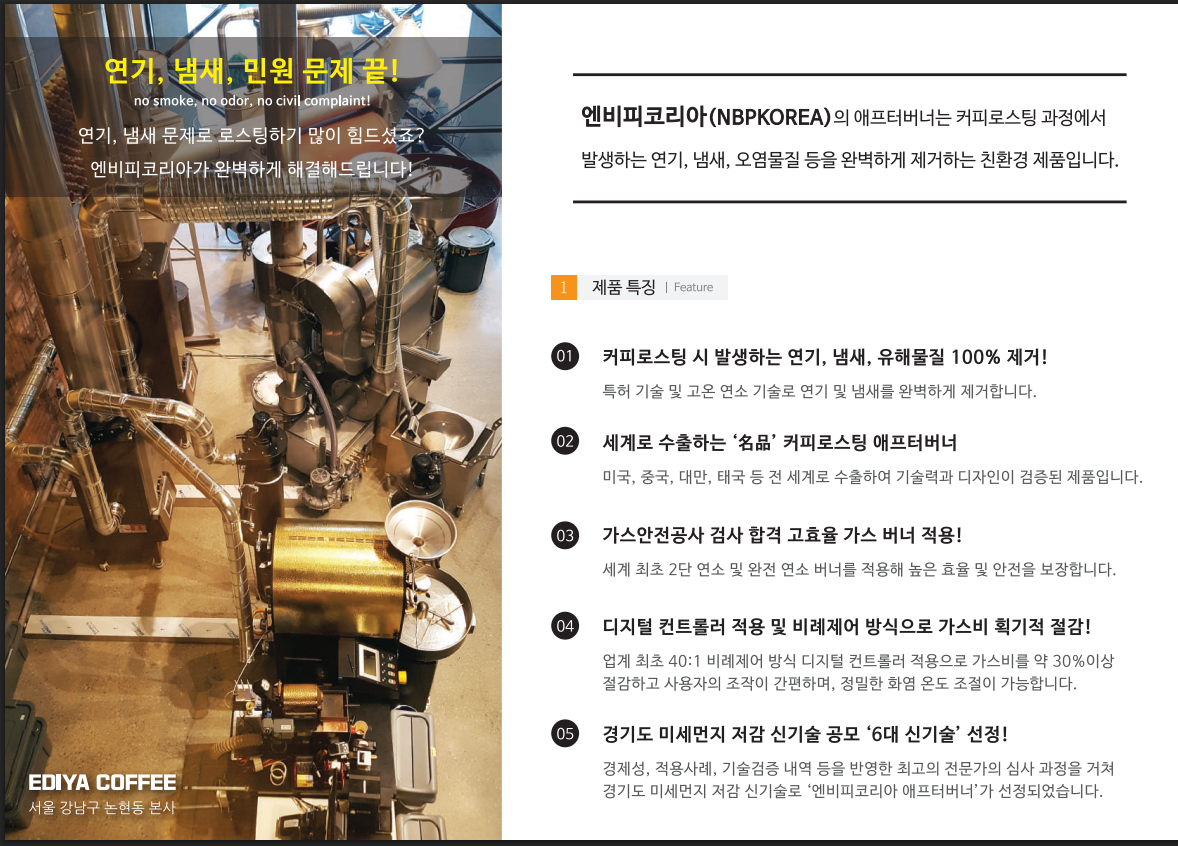 연기, 냄새, 민원 문제 끝!
no smoke, no odor, no civil complaint!
연기, 냄새 문제로 로스팅하기 많이 힘드셨죠?
엔비피코리아가 완벽하게 해결해드립니다!
EDIYA COFFEE
서울 강남구 논현동 본사
엔비피코리아(NBPKOREA)의 애프터버너는 커피로스팅 과정에서
발생하는 연기, 냄새, 오염물질 등을 완벽하게 제거하는 친환경 제품입니다.
1 제품 특징 | Feature
01 커피로스팅 시 발생하는 연기, 냄새, 유해물질 100% 제거!
특허 기술 및 고온 연소 기술로 연기 및 냄새를 완벽하게 제거합니다.
02 세계로 수출하는 ‘名品’ 커피로스팅 애프터버너
미국, 중국, 대만, 태국 등 전 세계로 수출하여 기술력과 디자인이 검증된 제품입니다.
03 가스안전공사 검사 합격 고효율 가스 버너 적용!
세계 최초 2단 연소 및 완전 연소 버너를 적용해 높은 효율 및 안전을 보장합니다.
04 디지털 컨트롤러 적용 및 비례제어 방식으로 가스비 획기적 절감!
업계 최초 40:1 비례제어 방식 디지털 컨트롤러 적용으로 가스비를 약 30%이상
절감하고 사용자의 조작이 간편하며, 정밀한 화염 온도 조절이 가능합니다.
05 경기도 미세먼지 저감 신기술 공모 ‘6대 신기술’ 선정!
경제성, 적용사례, 기술검증 내역 등을 반영한 최고의 전문가의 심사 과정을 거쳐
경기도 미세먼지 저감 신기술로 ‘엔비피코리아 애프터버너’가 선정되었습니다.